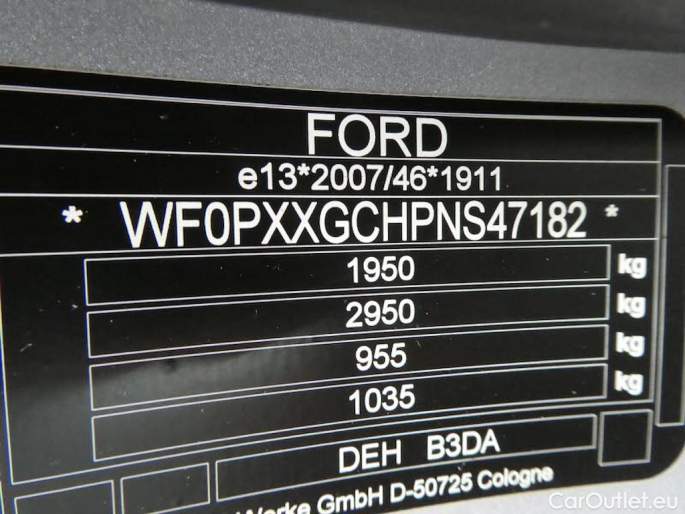 FORD
e13*2007/46*1911
* WF0PXXGCHPNS47182 *
1950 kg
2950 kg
955 kg
1035 kg
DEH B3DA
GmbH D-50725 Cologne
CarOutlet.eu